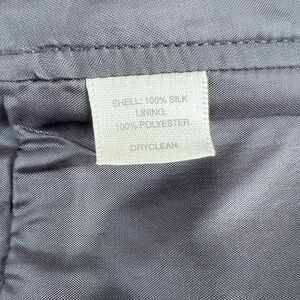 SHELL: 100% SILK
LINING:
100% POLYESTER
DRYCLEAN